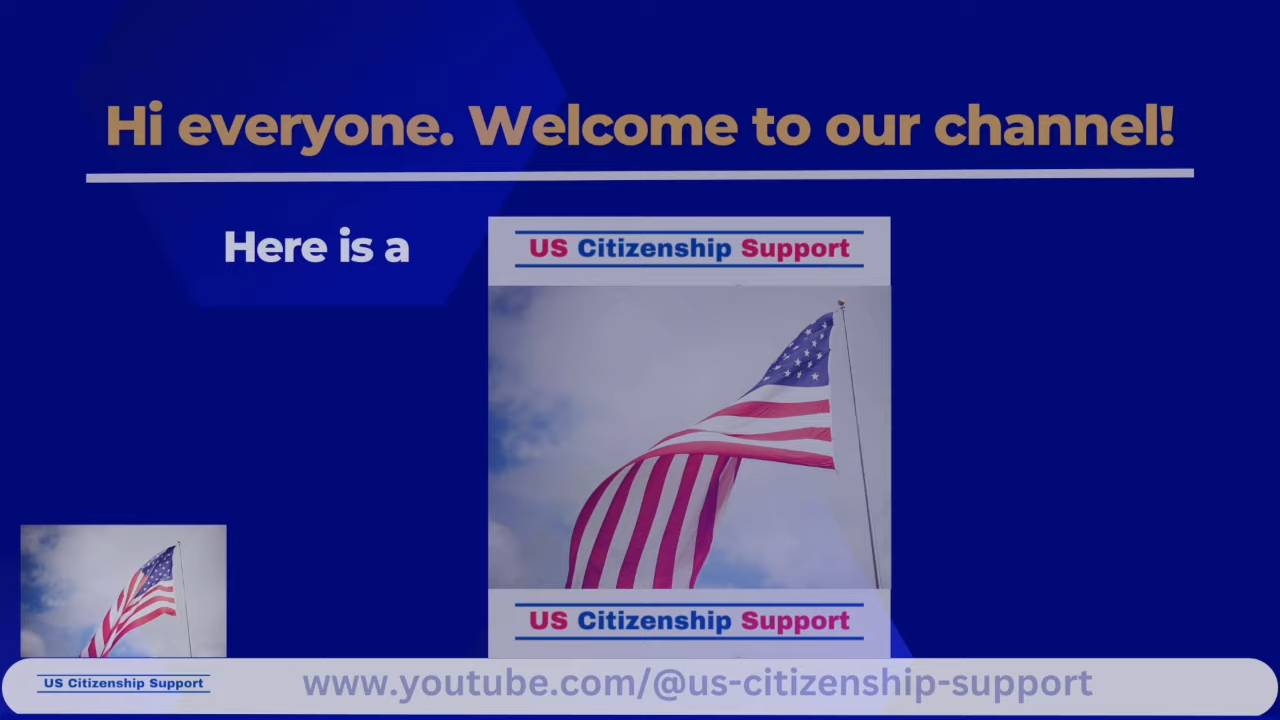 Hi everyone. Welcome to our channel!
Here is a
US Citizenship Support
US Citizenship Support
US Citizenship Support
www.youtube.com/@us-citizenship-support